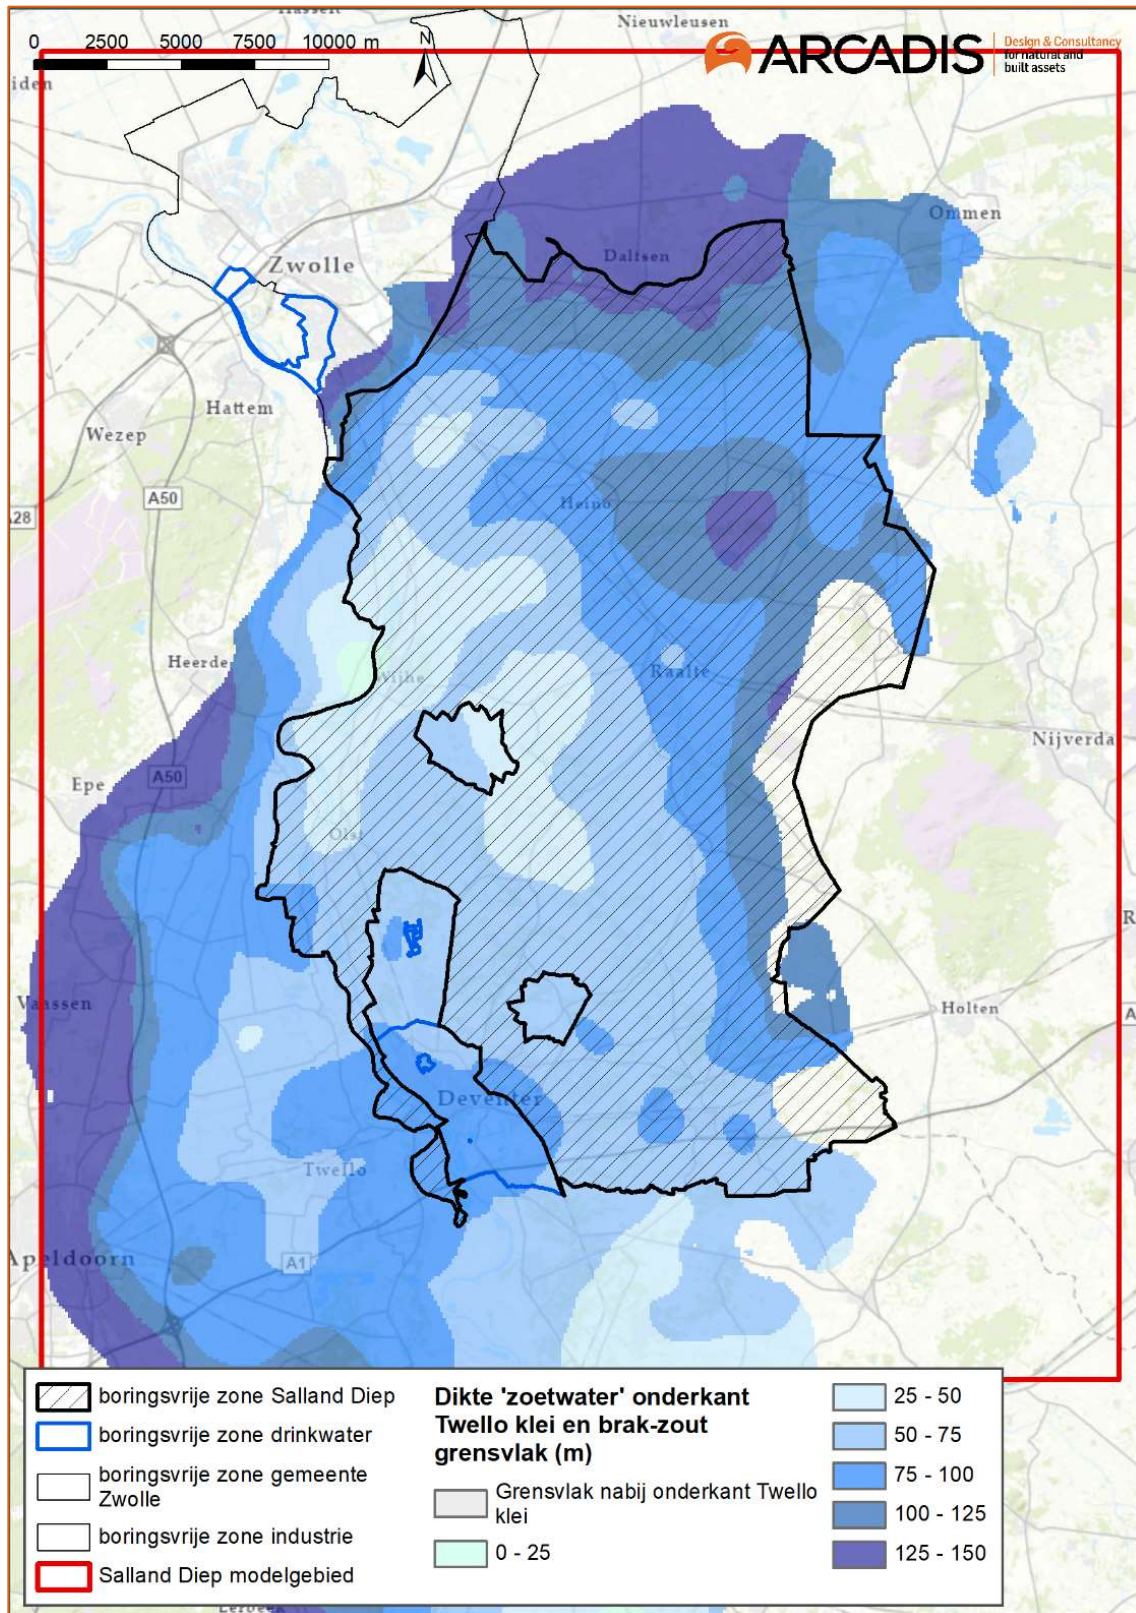 Hasselt
Nieuwleusen
0 2500 5000 7500 10000 m
N
ARCADIS
Design & Consultancy
for natural and
built assets
Ommen
Dalfsen
Zwolle
Hattem
Wezep
A50
Heino
Heerde
Wijhe
Raalte
Nijverda
Epe
A50
Olst
Vaassen
Holten
Deventer
Twello
Apeldoorn
A1
boringsvrije zone Salland Diep
boringsvrije zone drinkwater
boringsvrije zone gemeente
Zwolle
boringsvrije zone industrie
Salland Diep modelgebied
Dikte 'zoetwater' onderkant
Twello klei en brak-zout
grensvlak (m)
Grensvlak nabij onderkant Twello
klei
0 - 25
25 - 50
50 - 75
75 - 100
100 - 125
125 - 150